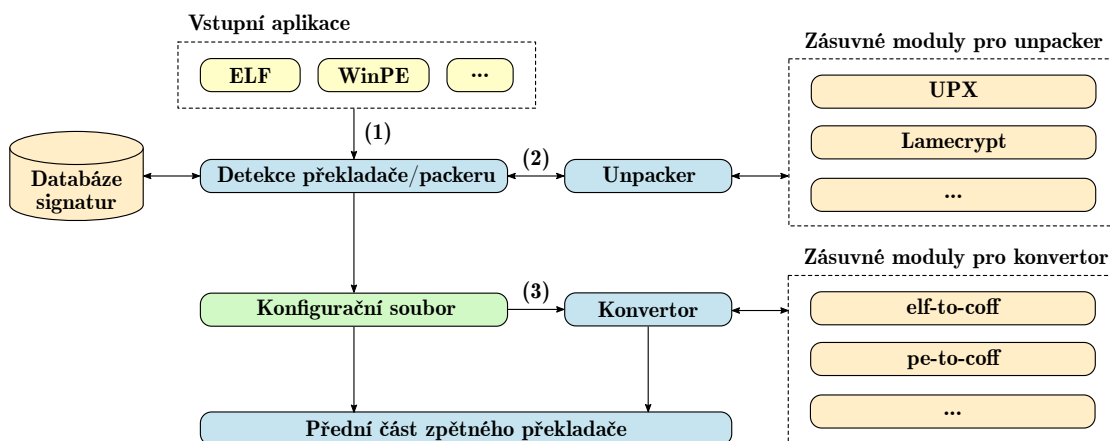 Vstupní aplikace
ELF
WinPE
...
Zásuvné moduly pro unpacker
UPX
Lamecrypt
...
(1)
Databáze
signatur
Detekce překladače/packeru
(2)
Unpacker
Zásuvné moduly pro konvertor
elf-to-coff
pe-to-coff
...
Konfigurační soubor
(3)
Konvertor
Přední část zpětného překladače